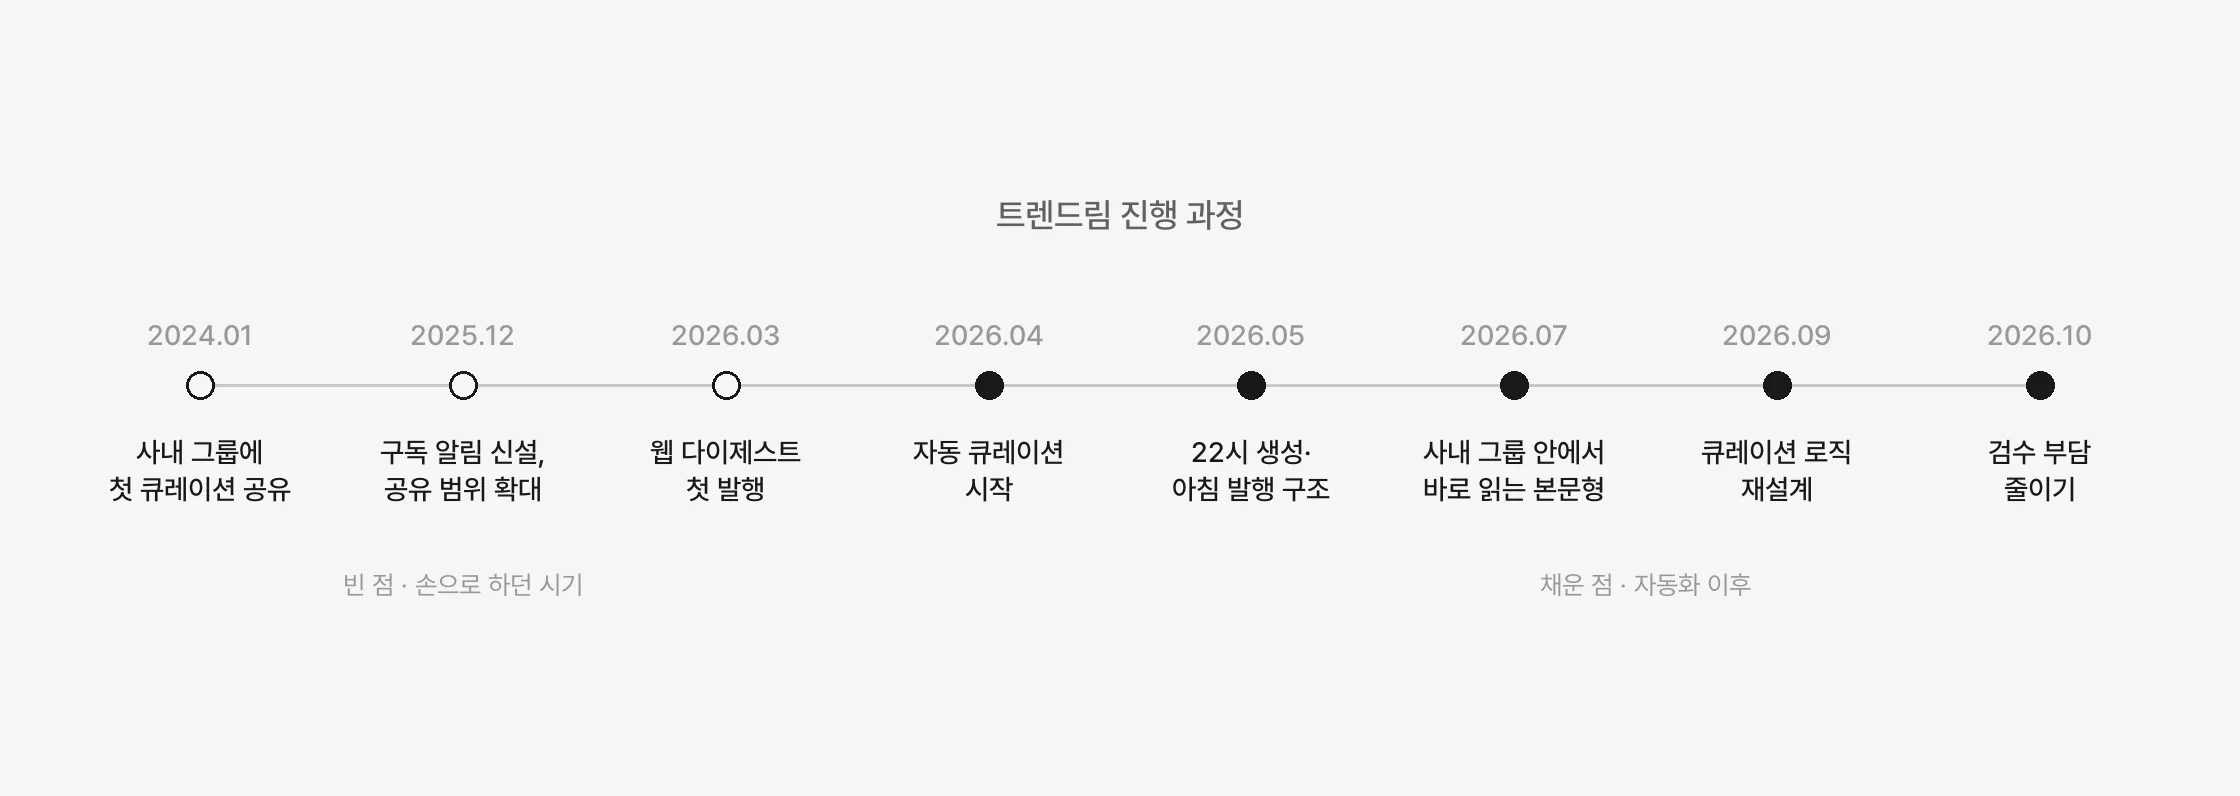 트렌드림 진행 과정
2024.01
2025.12
2026.03
2026.04
2026.05
2026.07
2026.09
2026.10
사내 그룹에
첫 큐레이션 공유
구독 알림 신설,
공유 범위 확대
웹 다이제스트
첫 발행
자동 큐레이션
시작
22시 생성·
아침 발행 구조
사내 그룹 안에서
바로 읽는 본문형
큐레이션 로직
재설계
검수 부담
줄이기
빈 점 · 손으로 하던 시기
채운 점 · 자동화 이후